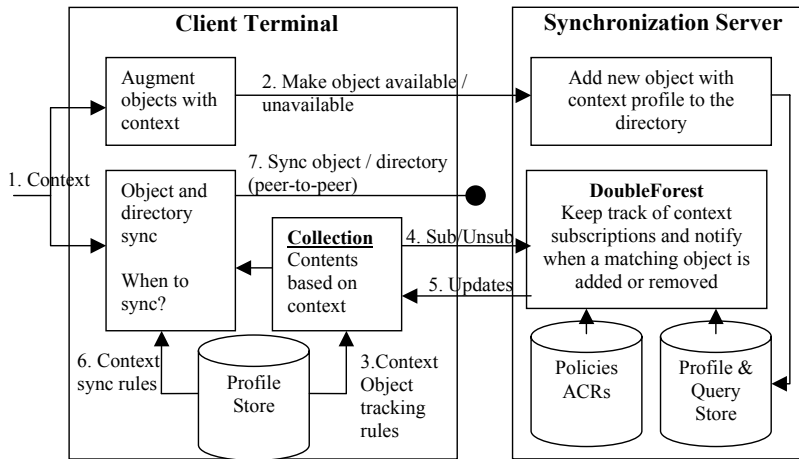 Client Terminal
Synchronization Server
Augment
objects with
context
2. Make object available /
unavailable
Add new object with
context profile to the
directory
1. Context
Object and
directory
sync
When to
sync?
7. Sync object / directory
(peer-to-peer)
Collection
Contents
based on
context
4. Sub/Unsub
5. Updates
DoubleForest
Keep track of context
subscriptions and notify
when a matching object is
added or removed
6. Context
sync rules
Profile
Store
3.Context
Object
tracking
rules
Policies
ACRs
Profile &
Query
Store